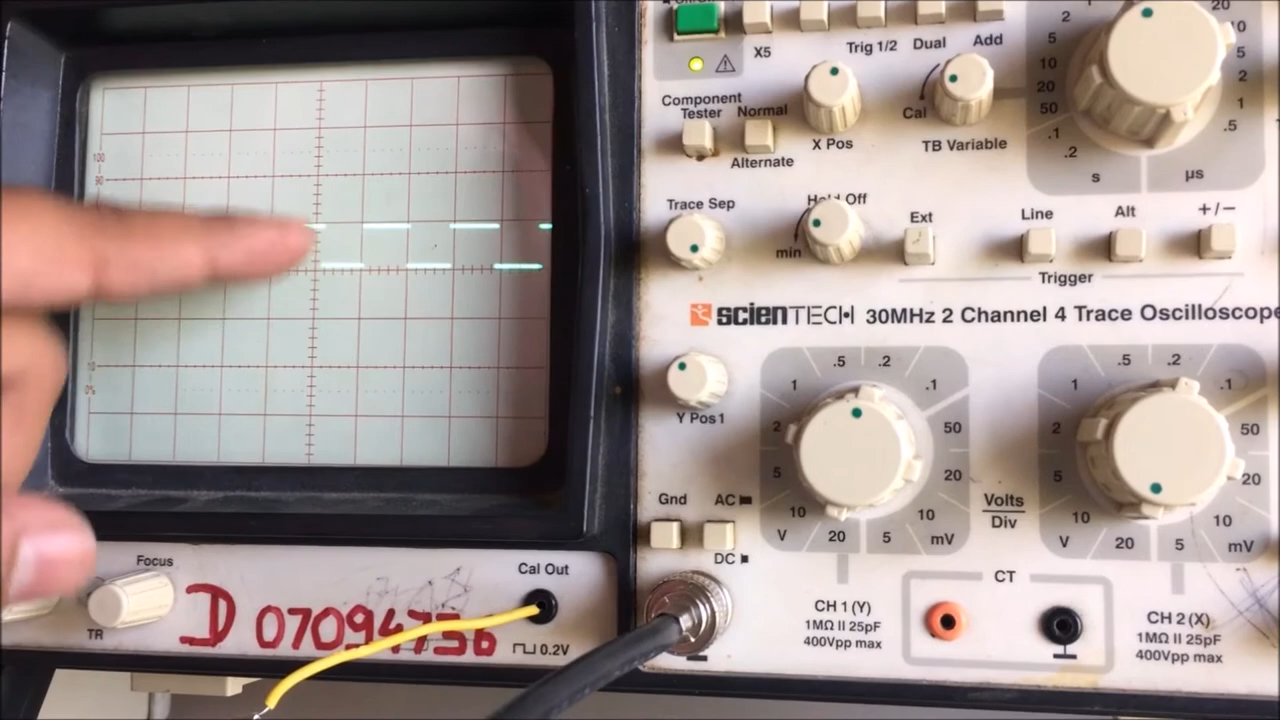 X5
Trig 1/2 Dual Add
Component
Tester
Normal
Alternate
X Pos
Cal
TB Variable
2
5
10
20
50
.1
.2
s
20
10
5
2
1
.5
µs
Trace Sep
Hold Off
min
Ext
Line
Alt
+/−
Trigger
SCIENTECH 30MHz 2 Channel 4 Trace Oscilloscope
100
90
10
0%
Y Pos1
.5 .2
1 .1
2 50
5 20
10 10
V 20 5 mV
Volts
Div
.5 .2
1 .1
2 50
5 20
10 10
V 20 5 mV
Gnd AC
DC
CT
CH 1 (Y)
1MΩ II 25pF
400Vpp max
CH 2 (X)
1MΩ II 25pF
400Vpp max
Focus
TR
D 07094736
Cal Out
0.2V